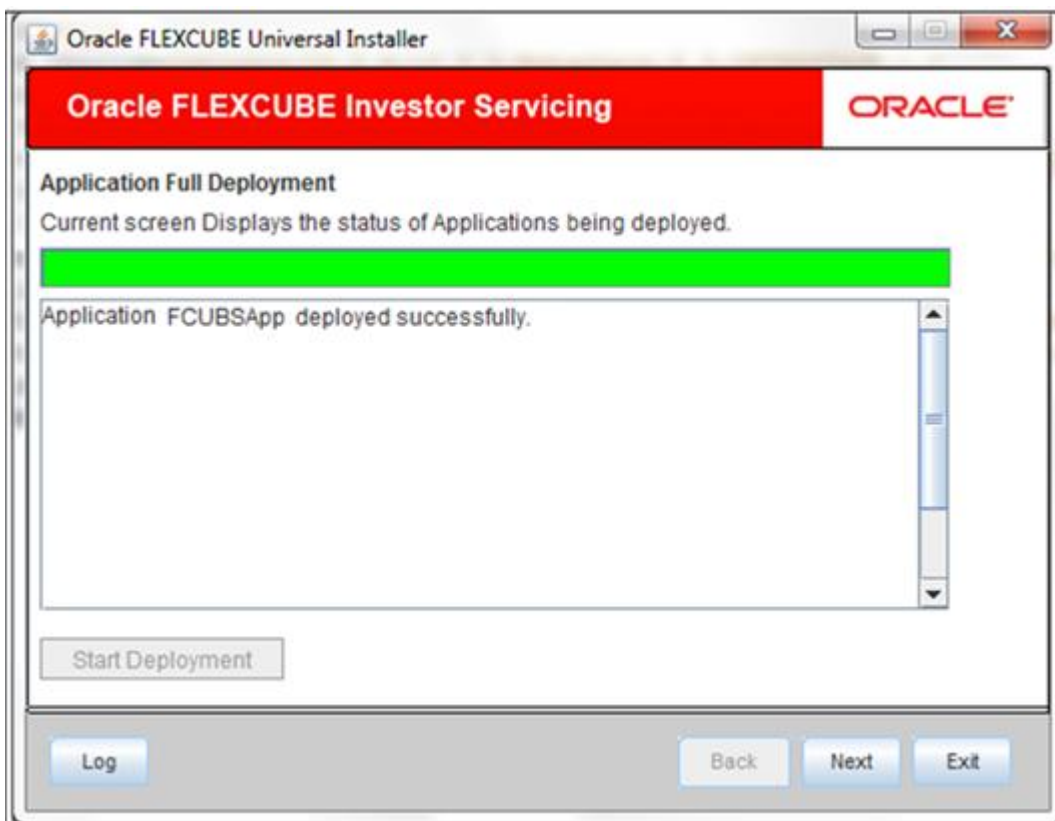 Oracle FLEXCUBE Universal Installer
Oracle FLEXCUBE Investor Servicing
ORACLE
Application Full Deployment
Current screen Displays the status of Applications being deployed.
Application FCUBSApp deployed successfully.
Start Deployment
Log
Back
Next
Exit